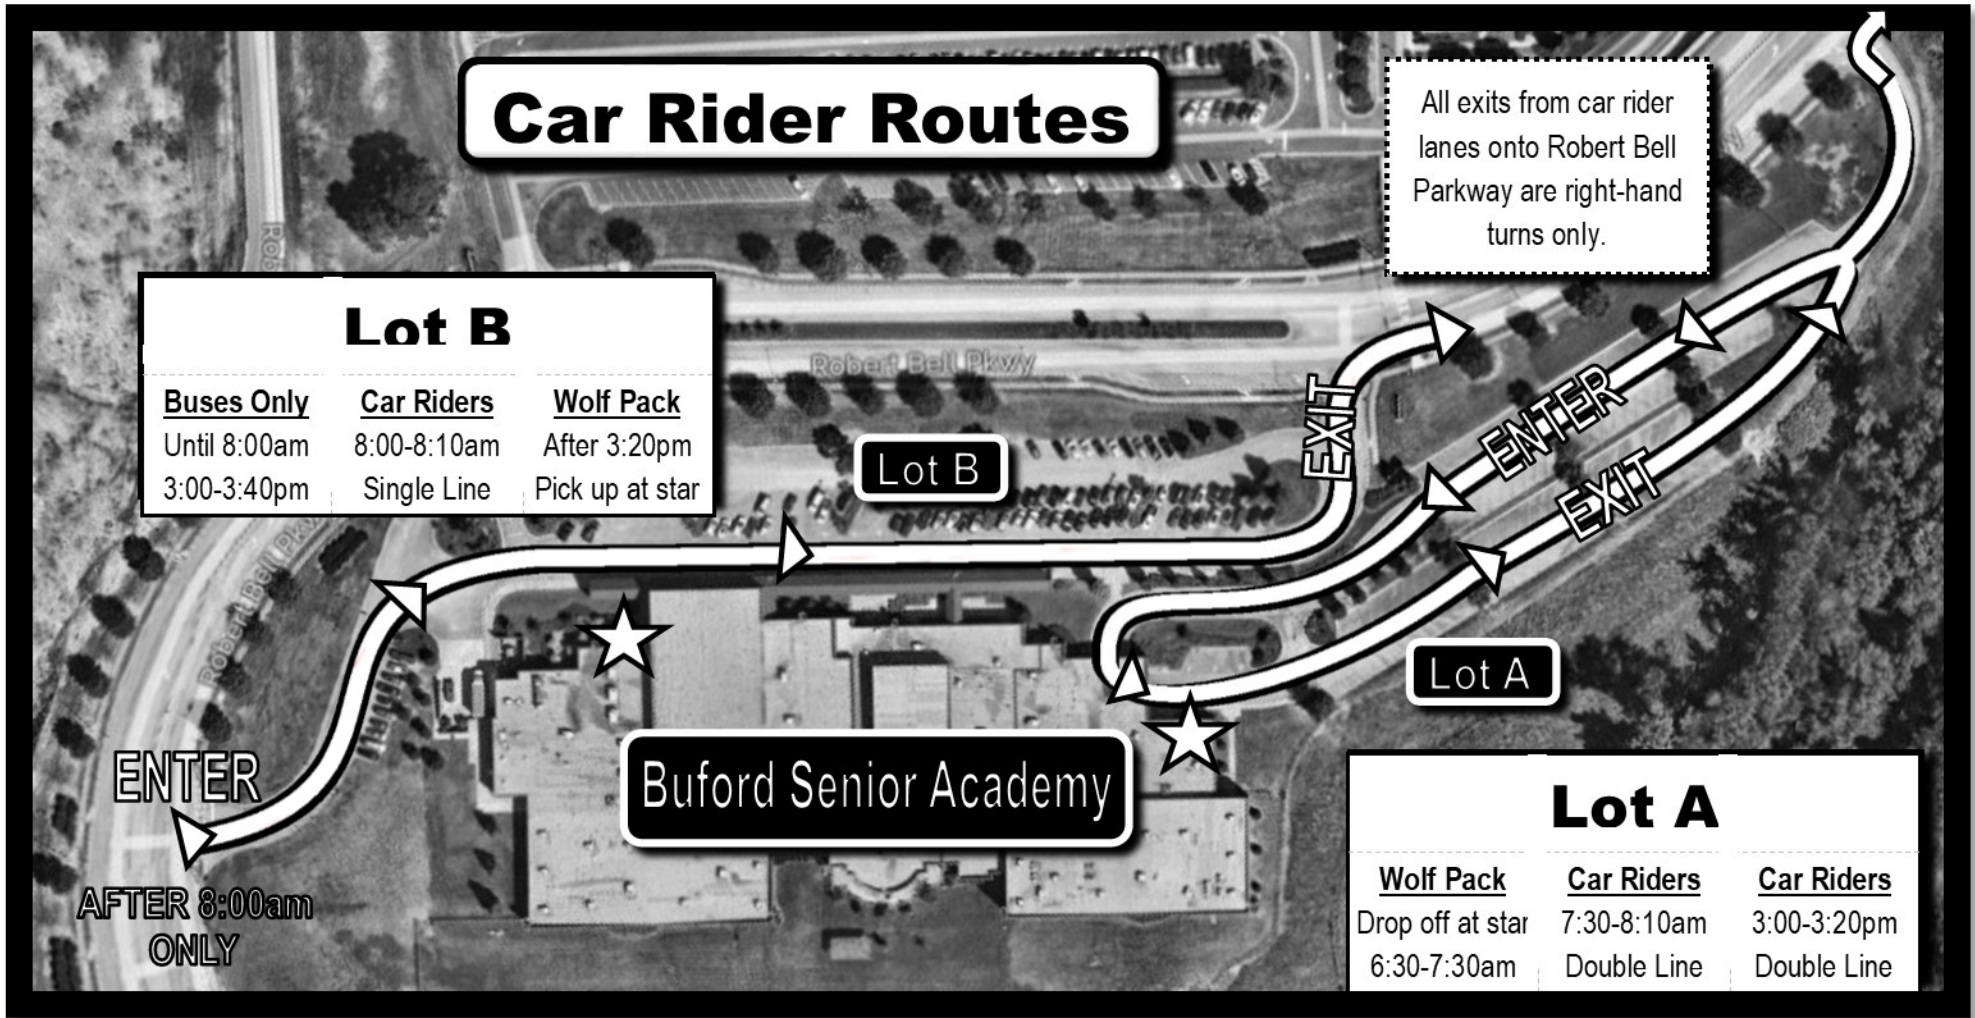 Car Rider Routes
All exits from car rider
lanes onto Robert Bell
Parkway are right-hand
turns only.
Lot B
Buses Only
Until 8:00am
3:00-3:40pm
Car Riders
8:00-8:10am
Single Line
Wolf Pack
After 3:20pm
Pick up at star
Robert Bell Pkwy
Lot B
EXIT
ENTER
EXIT
Robert Bell Pkwy
Lot A
Buford Senior Academy
ENTER
AFTER 8:00am
ONLY
Lot A
Wolf Pack
Drop off at star
6:30-7:30am
Car Riders
7:30-8:10am
Double Line
Car Riders
3:00-3:20pm
Double Line